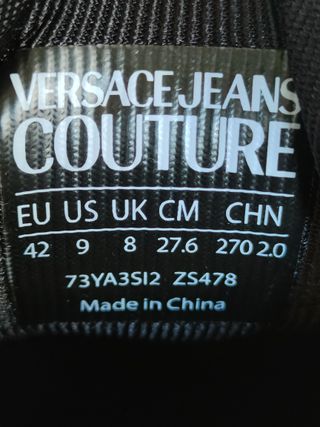 VERSACE JEANS
COUTURE
EU US UK CM CHN
42 9 8 27.6 270 2.0
73YA3SI2 ZS478
Made in China